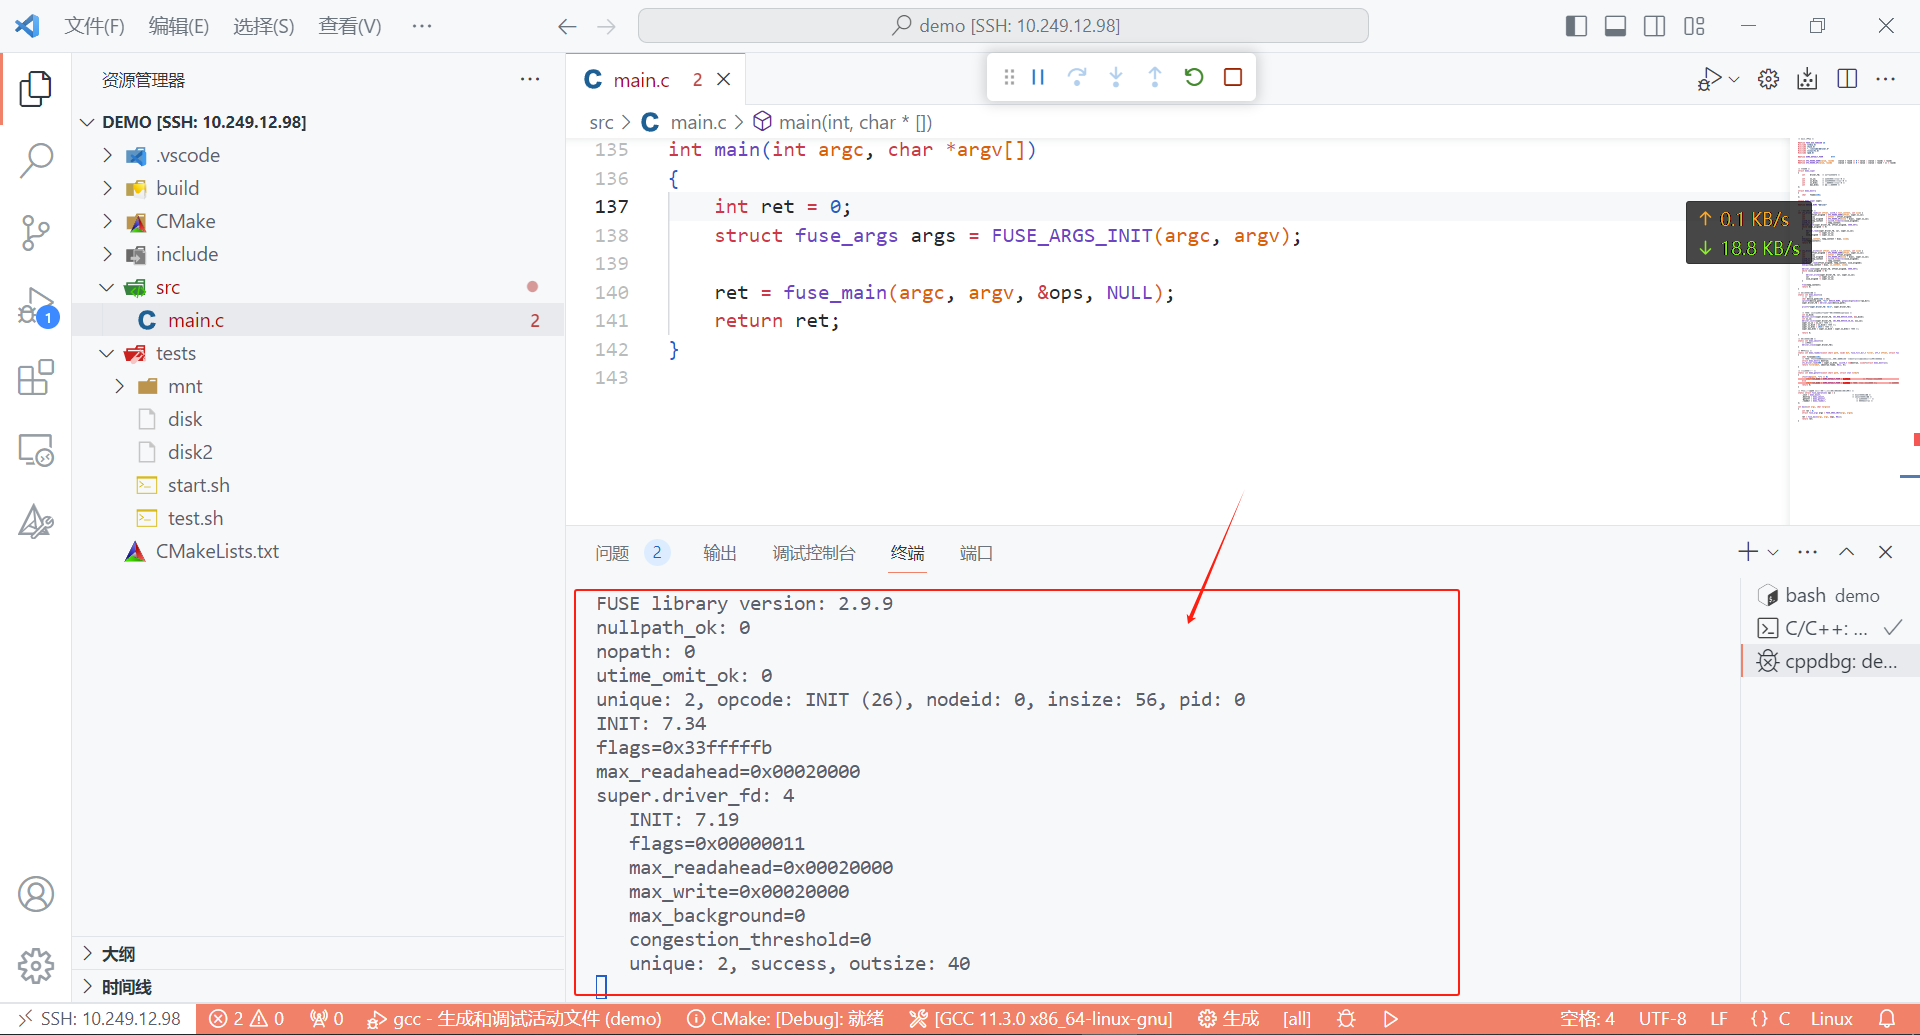 文件(F) 编辑(E) 选择(S) 查看(V) ··· demo [SSH: 10.249.12.98]
资源管理器 ···
DEMO [SSH: 10.249.12.98]
.vscode
build
CMake
include
src
main.c 2
tests
mnt
disk
disk2
start.sh
test.sh
CMakeLists.txt
大纲
时间线
1
main.c 2
src > main.c > main(int, char * [])
135 int main(int argc, char *argv[])
136 {
137 int ret = 0;
138 struct fuse_args args = FUSE_ARGS_INIT(argc, argv);
139
140 ret = fuse_main(argc, argv, &ops, NULL);
141 return ret;
142 }
143
↑ 0.1 KB/s
↓ 18.8 KB/s
问题 2 输出 调试控制台 终端 端口
FUSE library version: 2.9.9
nullpath_ok: 0
nopath: 0
utime_omit_ok: 0
unique: 2, opcode: INIT (26), nodeid: 0, insize: 56, pid: 0
INIT: 7.34
flags=0x33fffffb
max_readahead=0x00020000
super.driver_fd: 4
INIT: 7.19
flags=0x00000011
max_readahead=0x00020000
max_write=0x00020000
max_background=0
congestion_threshold=0
unique: 2, success, outsize: 40
bash demo
C/C++: ...
cppdbg: de...
SSH: 10.249.12.98 2 0 0 gcc - 生成和调试活动文件 (demo) CMake: [Debug]: 就绪 [GCC 11.3.0 x86_64-linux-gnu] 生成 [all] 空格: 4 UTF-8 LF {} C Linux